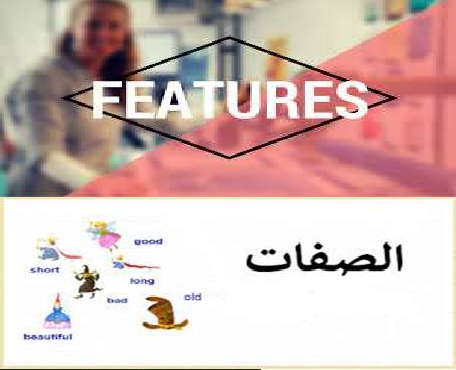 FEATURES
الصفات
good
short
long
bad
old
beautiful